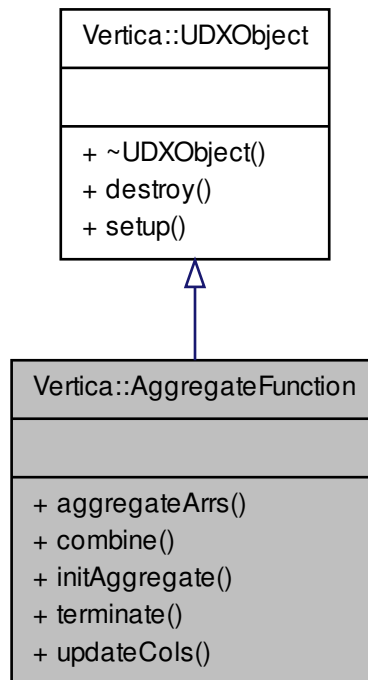 Vertica::UDXObject
+ ~UDXObject()
+ destroy()
+ setup()
Vertica::AggregateFunction
+ aggregateArrs()
+ combine()
+ initAggregate()
+ terminate()
+ updateCols()